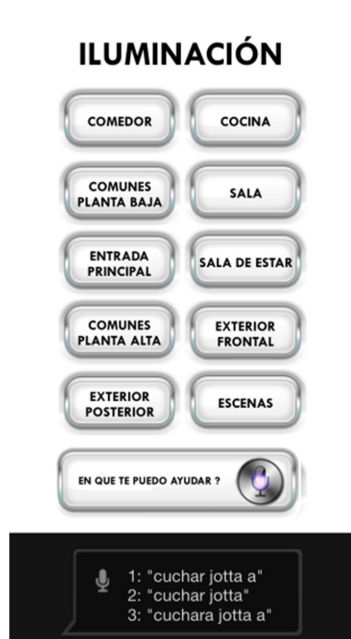 ILUMINACIÓN
COMEDOR
COCINA
COMUNES
PLANTA BAJA
SALA
ENTRADA
PRINCIPAL
SALA DE ESTAR
COMUNES
PLANTA ALTA
EXTERIOR
FRONTAL
EXTERIOR
POSTERIOR
ESCENAS
EN QUE TE PUEDO AYUDAR ?
1: "cuchar jotta a"
2: "cuchar jotta"
3: "cuchara jotta a"